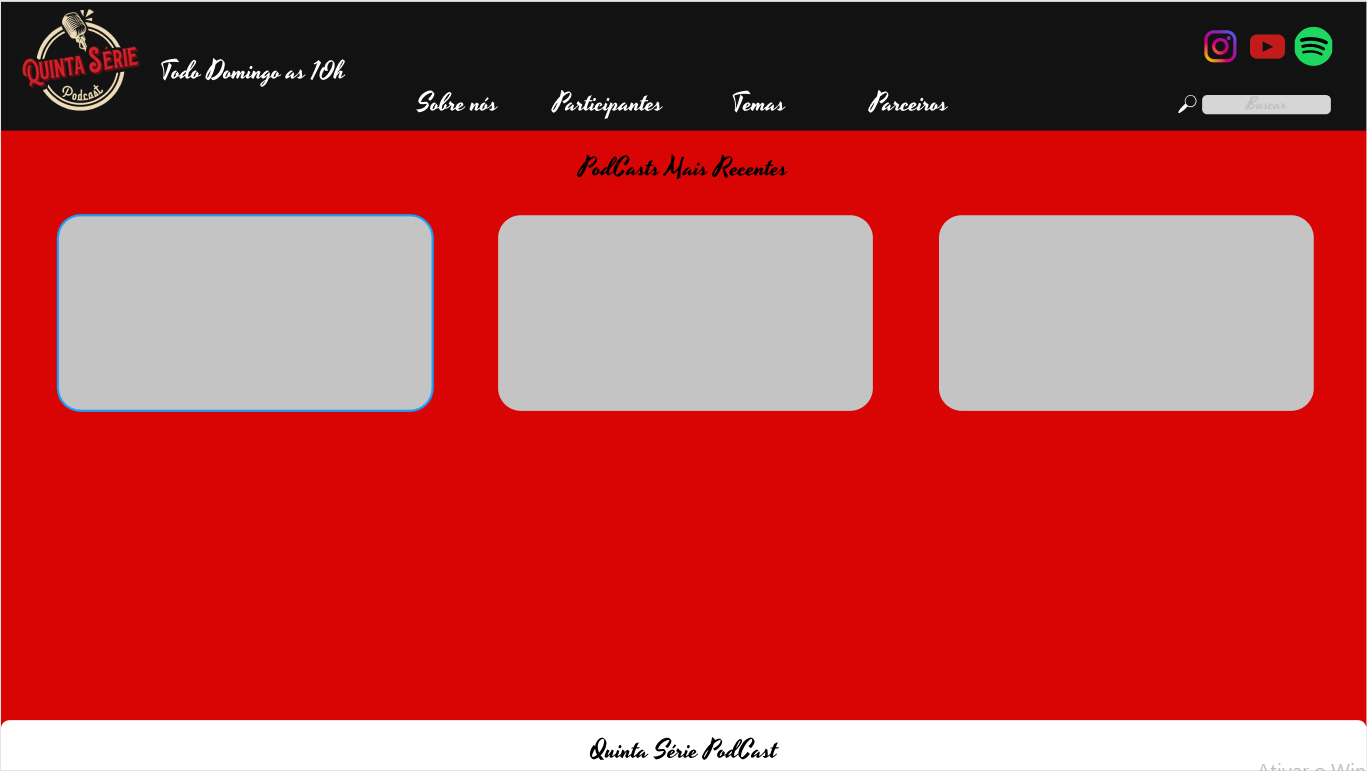 QUINTA SÉRIE
Podcast
Todo Domingo as 10h
Sobre nós
Participantes
Temas
Parceiros
Buscar
PodCasts Mais Recentes
Quinta Série PodCast
Ativar o Win